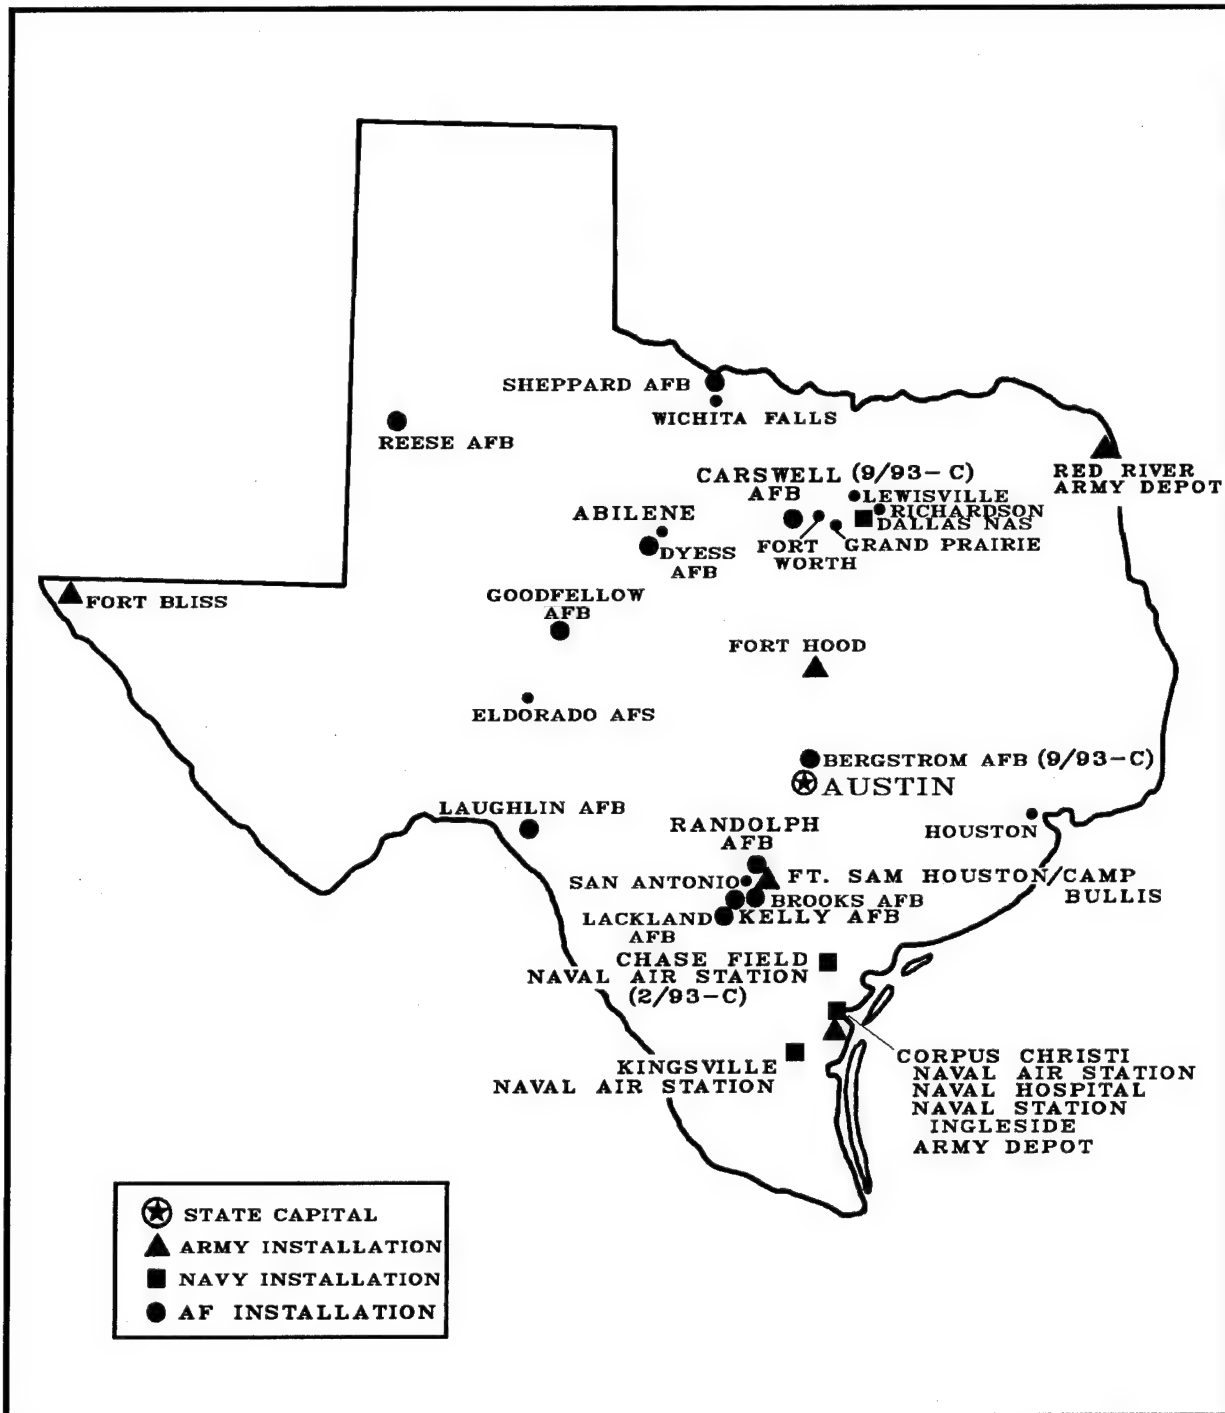 SHEPPARD AFB
WICHITA FALLS
REESE AFB
CARSWELL (9/93-C)
AFB
LEWISVILLE
RICHARDSON
DALLAS NAS
FORT
WORTH
GRAND PRAIRIE
RED RIVER
ARMY DEPOT
ABILENE
DYESS
AFB
FORT BLISS
GOODFELLOW
AFB
FORT HOOD
ELDORADO AFS
BERGSTROM AFB (9/93-C)
AUSTIN
LAUGHLIN AFB
HOUSTON
RANDOLPH
AFB
SAN ANTONIO
FT. SAM HOUSTON/CAMP
BULLIS
BROOKS AFB
LACKLAND
AFB
KELLY AFB
CHASE FIELD
NAVAL AIR STATION
(2/93-C)
KINGSVILLE
NAVAL AIR STATION
CORPUS CHRISTI
NAVAL AIR STATION
NAVAL HOSPITAL
NAVAL STATION
INGLESIDE
ARMY DEPOT
STATE CAPITAL
ARMY INSTALLATION
NAVY INSTALLATION
AF INSTALLATION